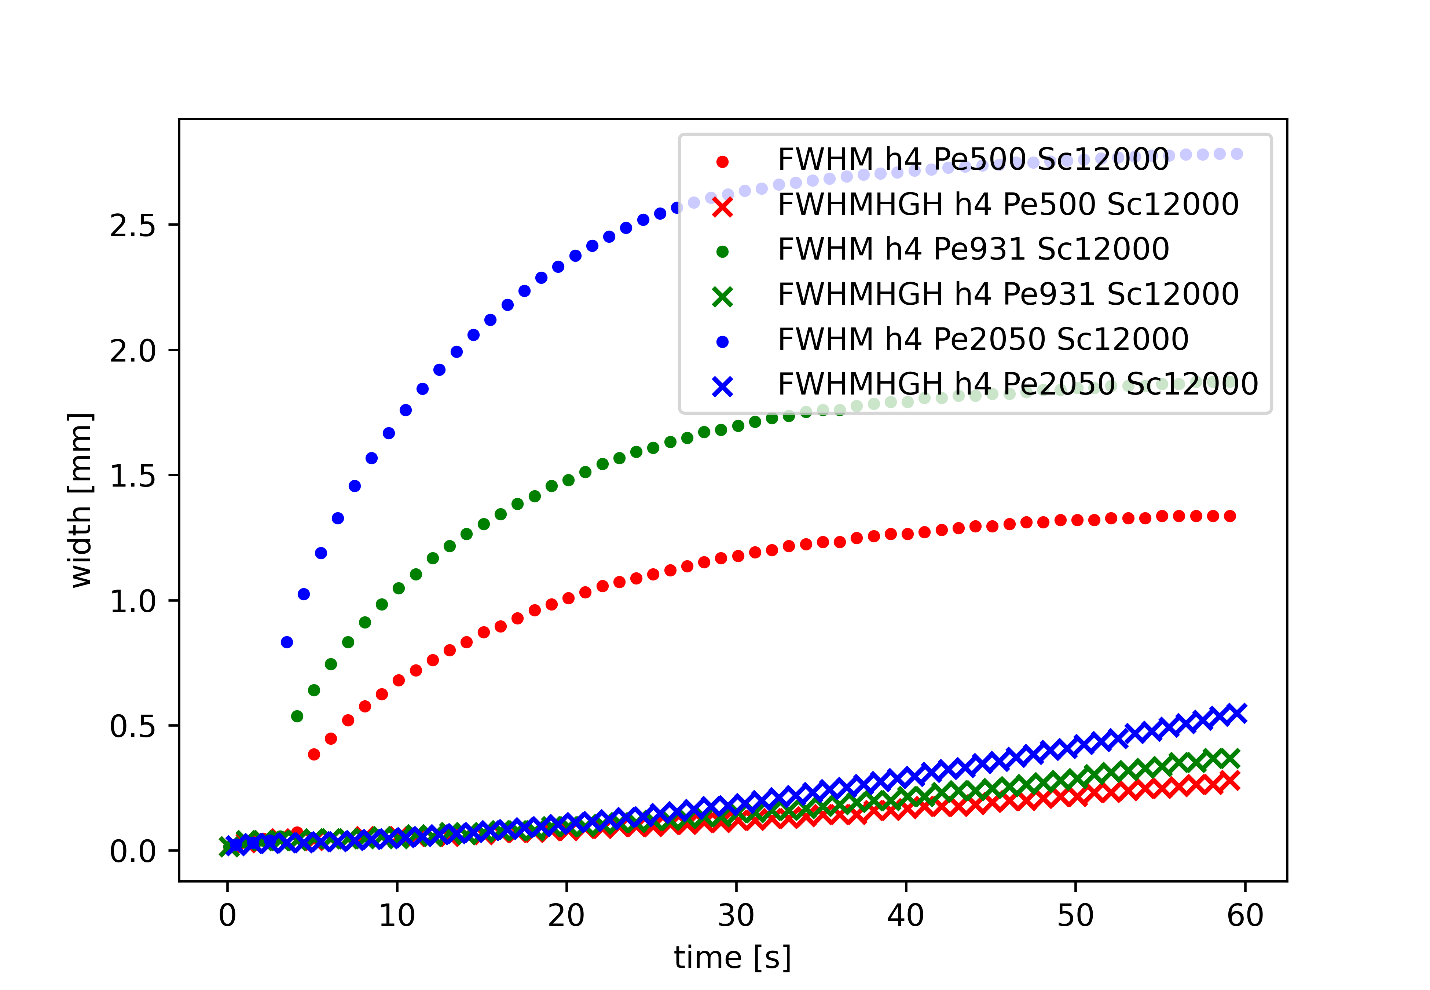 FWHM h4 Pe500 Sc12000
FWHMHGH h4 Pe500 Sc12000
FWHM h4 Pe931 Sc12000
FWHMHGH h4 Pe931 Sc12000
FWHM h4 Pe2050 Sc12000
FWHMHGH h4 Pe2050 Sc12000
2.5
2.0
1.5
1.0
0.5
0.0
width [mm]
0 10 20 30 40 50 60
time [s]